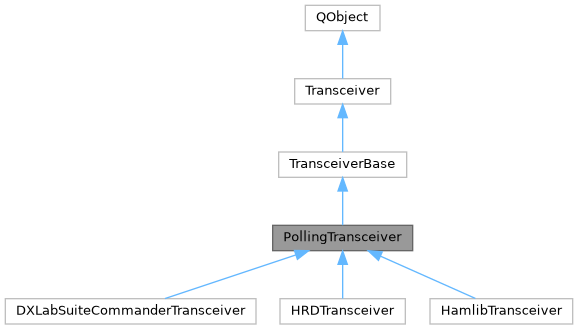 QObject
Transceiver
TransceiverBase
PollingTransceiver
DXLabSuiteCommanderTransceiver
HRDTransceiver
HamlibTransceiver